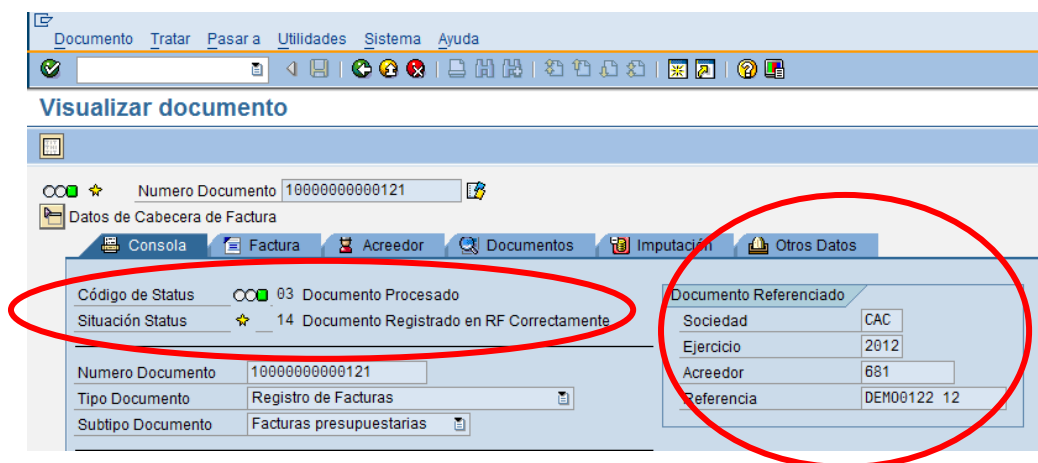 Documento Tratar Pasar a Utilidades Sistema Ayuda
Visualizar documento
Numero Documento 10000000000121
Datos de Cabecera de Factura
Consola Factura Acreedor Documentos Imputación Otros Datos
Código de Status 03 Documento Procesado
Situación Status 14 Documento Registrado en RF Correctamente
Numero Documento 10000000000121
Tipo Documento Registro de Facturas
Subtipo Documento Facturas presupuestarias
Documento Referenciado
Sociedad CAC
Ejercicio 2012
Acreedor 681
Referencia DEMO0122 12